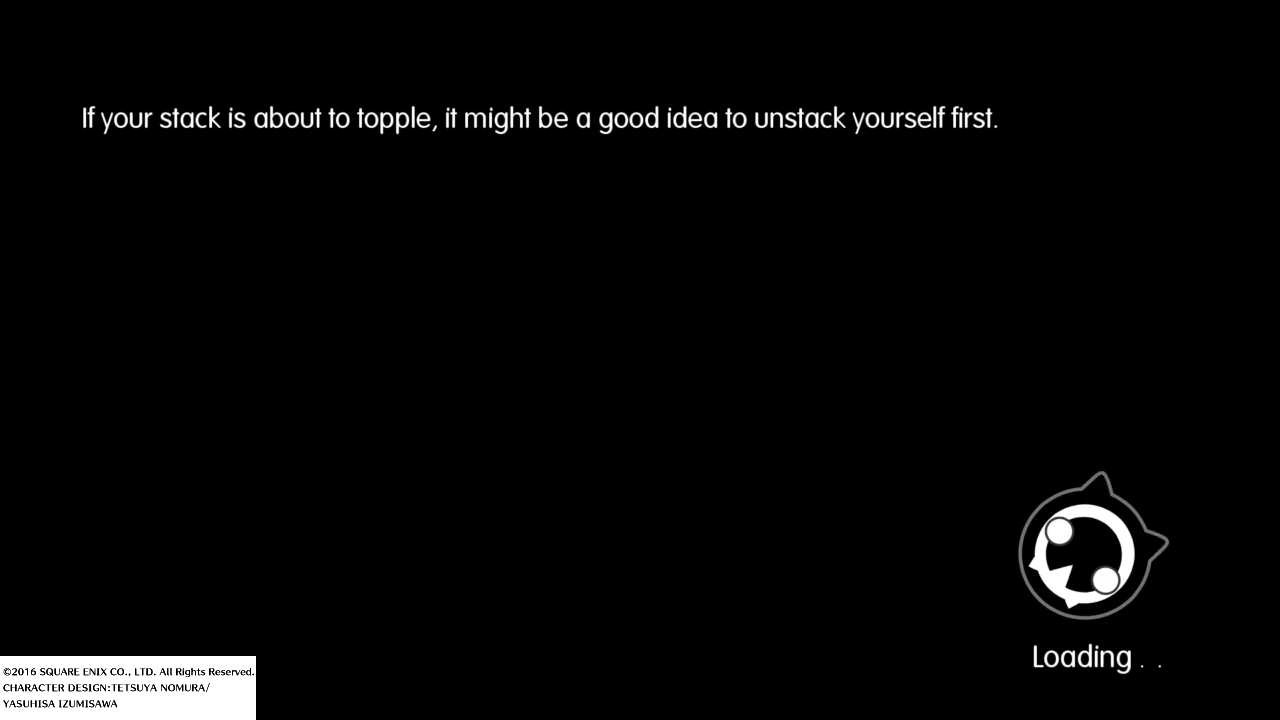 If your stack is about to topple, it might be a good idea to unstack yourself first.
Loading . .
©2016 SQUARE ENIX CO., LTD. All Rights Reserved.
CHARACTER DESIGN:TETSUYA NOMURA/
YASUHISA IZUMISAWA